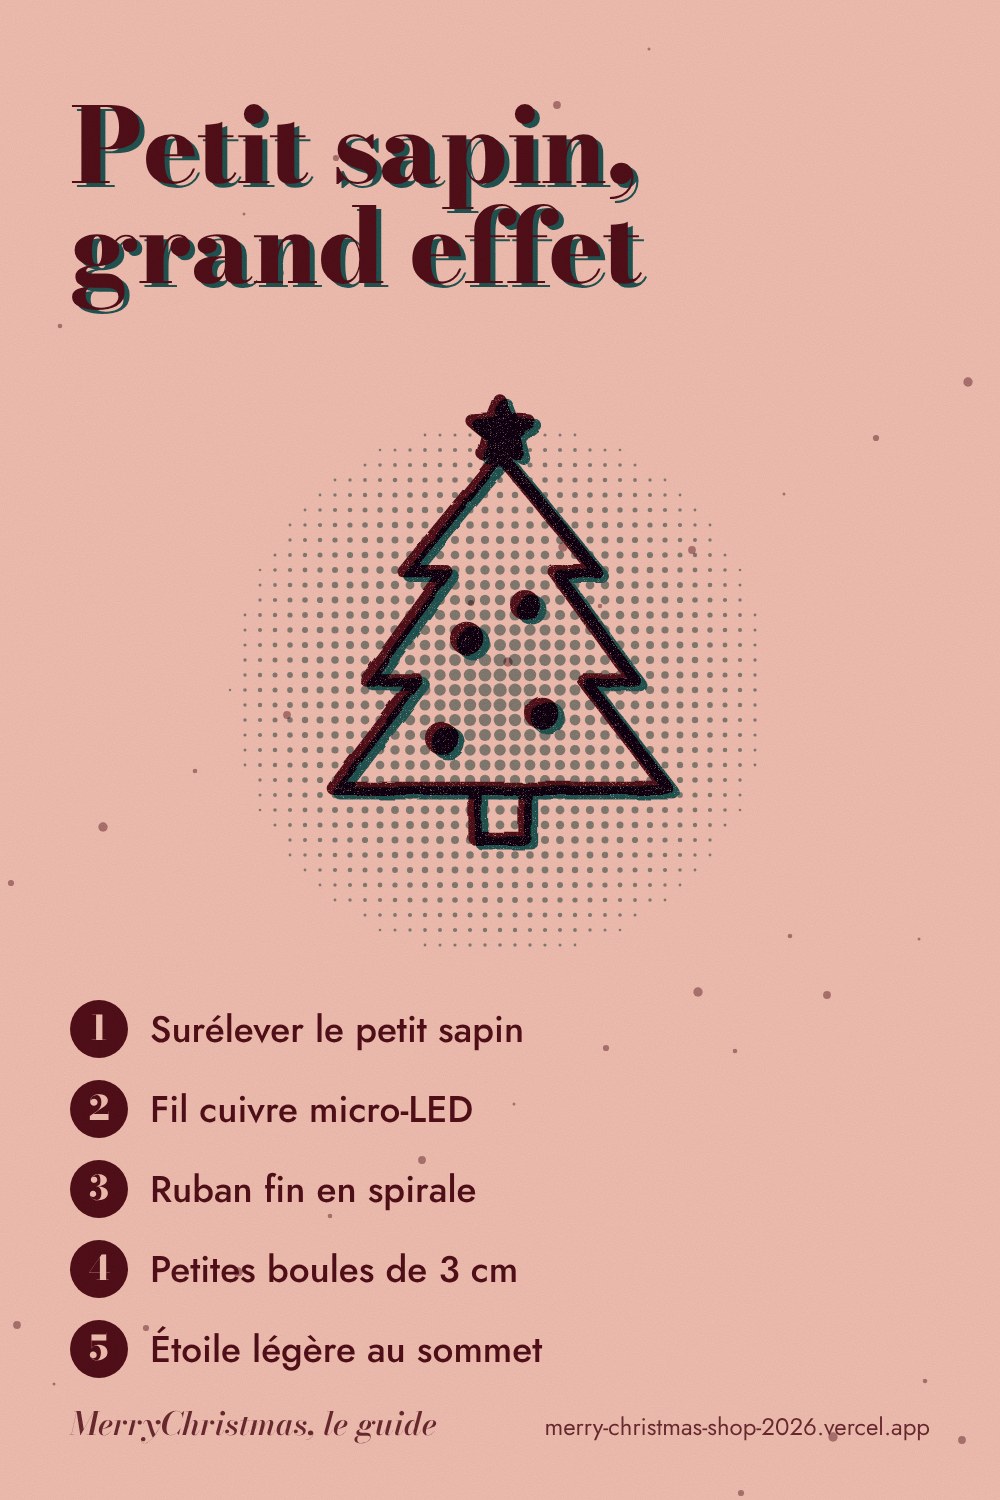 Petit sapin,
grand effet
1 Surélever le petit sapin
2 Fil cuivre micro-LED
3 Ruban fin en spirale
4 Petites boules de 3 cm
5 Étoile légère au sommet
MerryChristmas, le guide merry-christmas-shop-2026.vercel.app